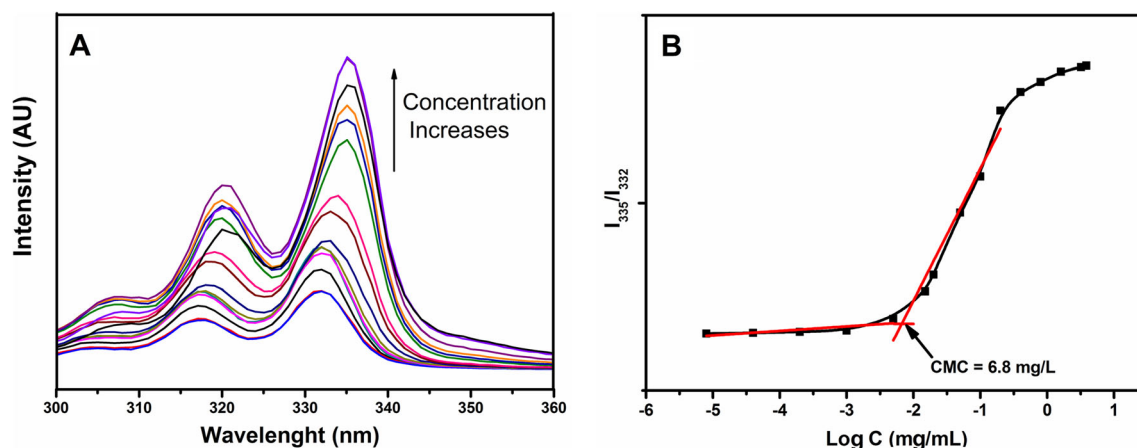 A
Concentration
Increases
Intensity (AU)
300
310
320
330
340
350
360
Wavelenght (nm)
B
I335/I332
CMC = 6.8 mg/L
-6
-5
-4
-3
-2
-1
0
1
Log C (mg/mL)